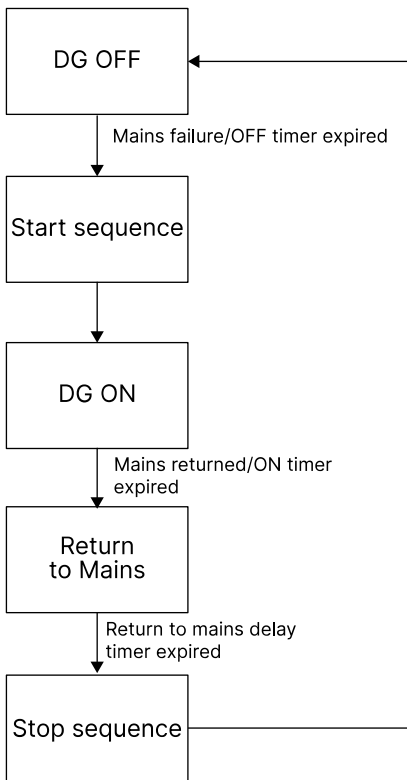 DG OFF
Mains failure/OFF timer expired
Start sequence
DG ON
Mains returned/ON timer
expired
Return
to Mains
Return to mains delay
timer expired
Stop sequence